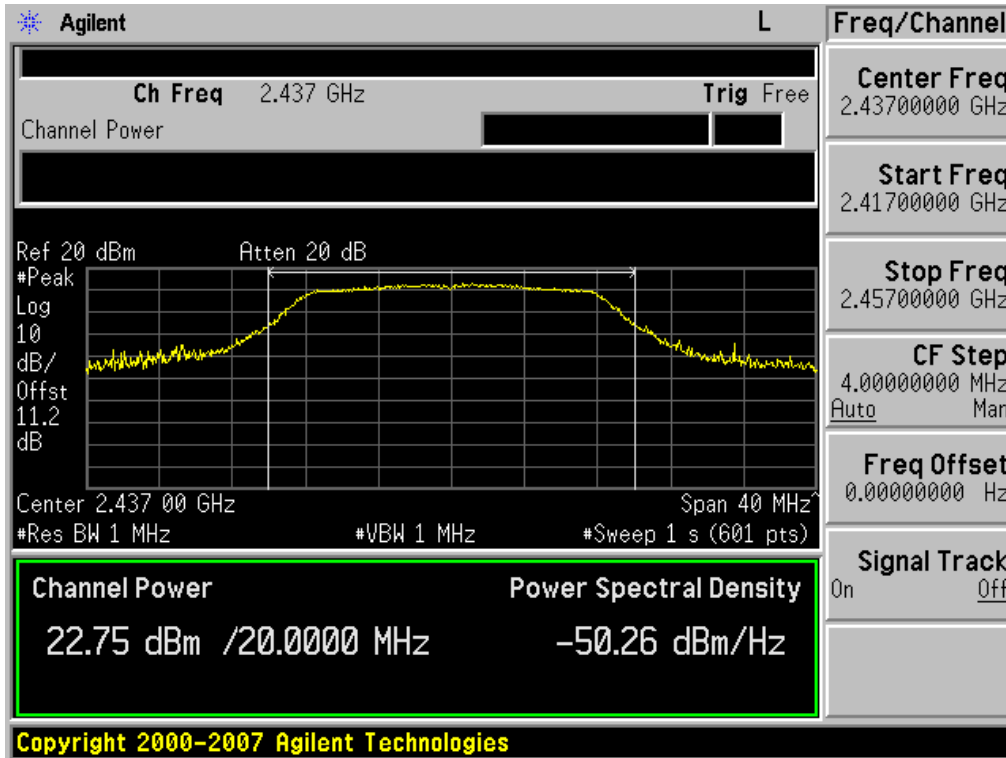 Agilent L
Ch Freq 2.437 GHz Trig Free
Channel Power
Ref 20 dBm Atten 20 dB
#Peak
Log
10
dB/
Offst
11.2
dB
Center 2.437 00 GHz Span 40 MHz^
#Res BW 1 MHz #VBW 1 MHz #Sweep 1 s (601 pts)
Channel Power Power Spectral Density
22.75 dBm /20.0000 MHz -50.26 dBm/Hz
Copyright 2000-2007 Agilent Technologies
Freq/Channel
Center Freq
2.43700000 GHz
Start Freq
2.41700000 GHz
Stop Freq
2.45700000 GHz
CF Step
4.00000000 MHz
Auto Man
Freq Offset
0.00000000 Hz
Signal Track
On Off